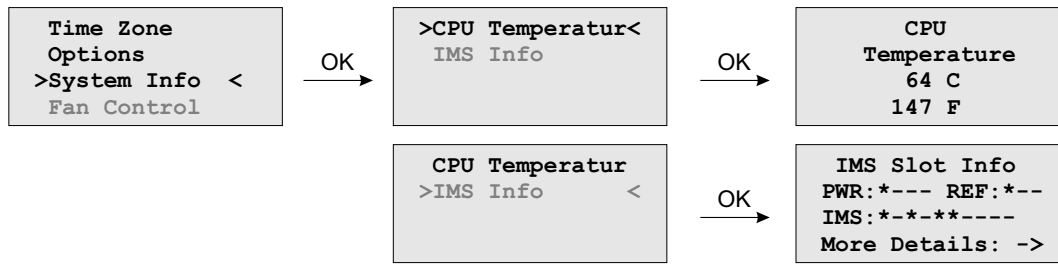 Time Zone
Options
>System Info <
Fan Control
OK
>CPU Temperatur<
IMS Info
OK
CPU
Temperature
64 C
147 F
CPU Temperatur
>IMS Info <
OK
IMS Slot Info
PWR:*--- REF:*--
IMS:*-*-**----
More Details: ->